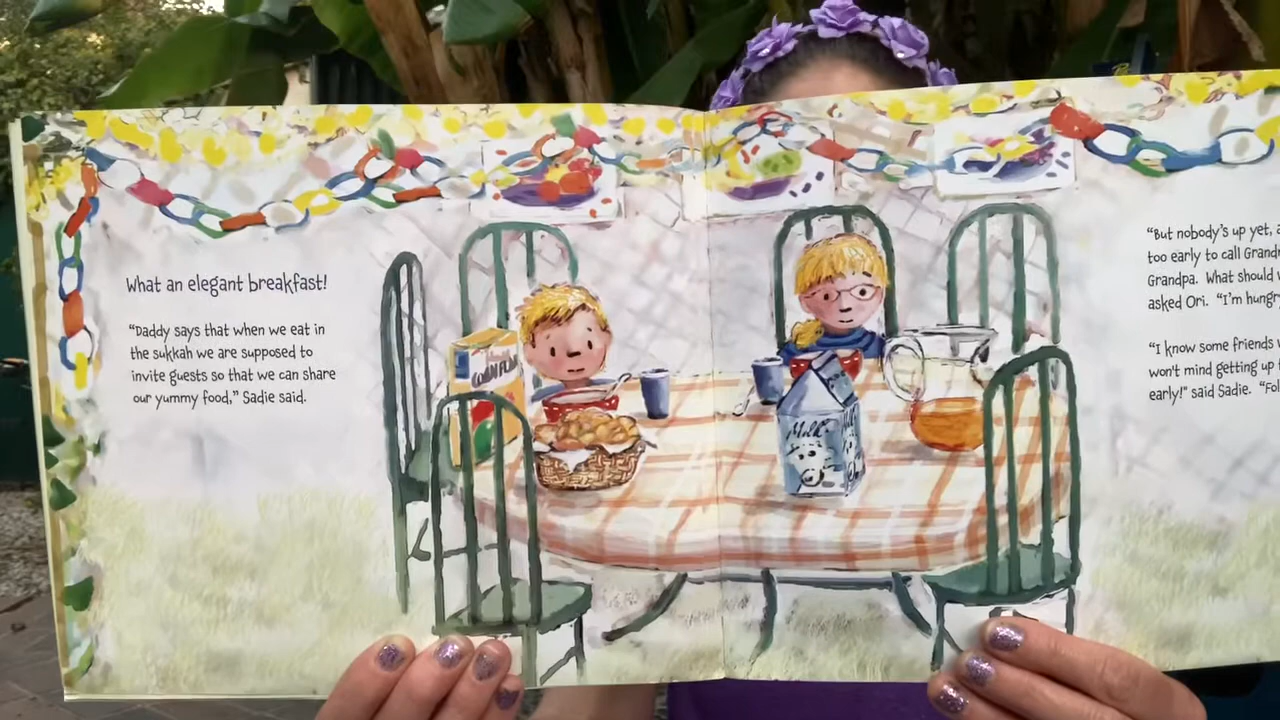 What an elegant breakfast!
"Daddy says that when we eat in
the sukkah we are supposed to
invite guests so that we can share
our yummy food," Sadie said.
CORN
Milk
"But nobody's up yet,
too early to call
Grandpa. What should
asked Ori. "I'm
"I know some friends
won't mind getting up
early!" said Sadie.